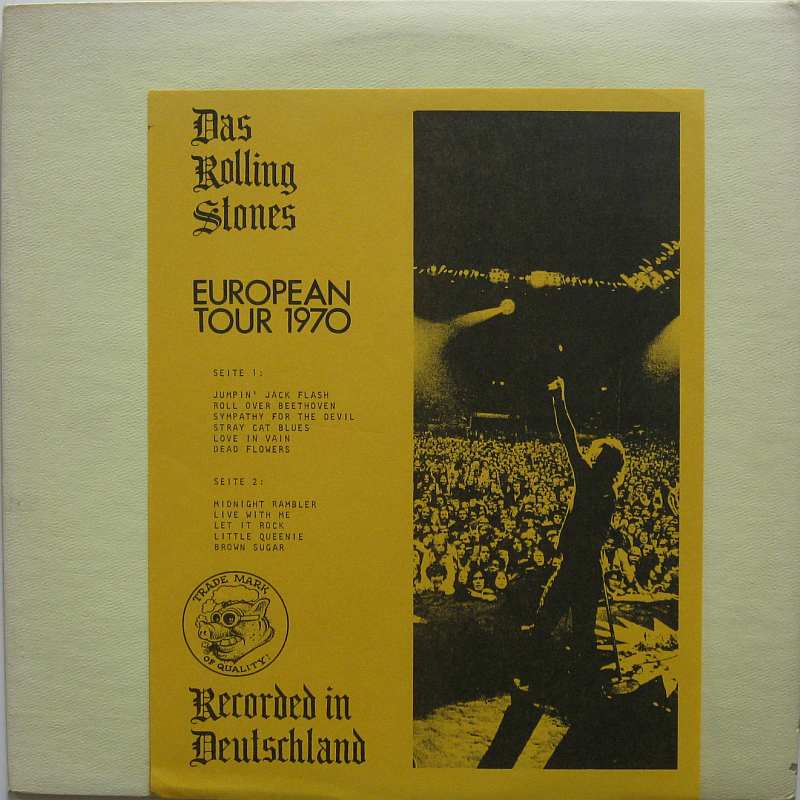 Das
Rolling
Stones
EUROPEAN
TOUR 1970
SEITE 1:
JUMPIN' JACK FLASH
ROLL OVER BEETHOVEN
SYMPATHY FOR THE DEVIL
STRAY CAT BLUES
LOVE IN VAIN
DEAD FLOWERS
SEITE 2:
MIDNIGHT RAMBLER
LIVE WITH ME
LET IT ROCK
LITTLE QUEENIE
BROWN SUGAR
TRADE MARK
OF QUALITY!
Recorded in
Deutschland